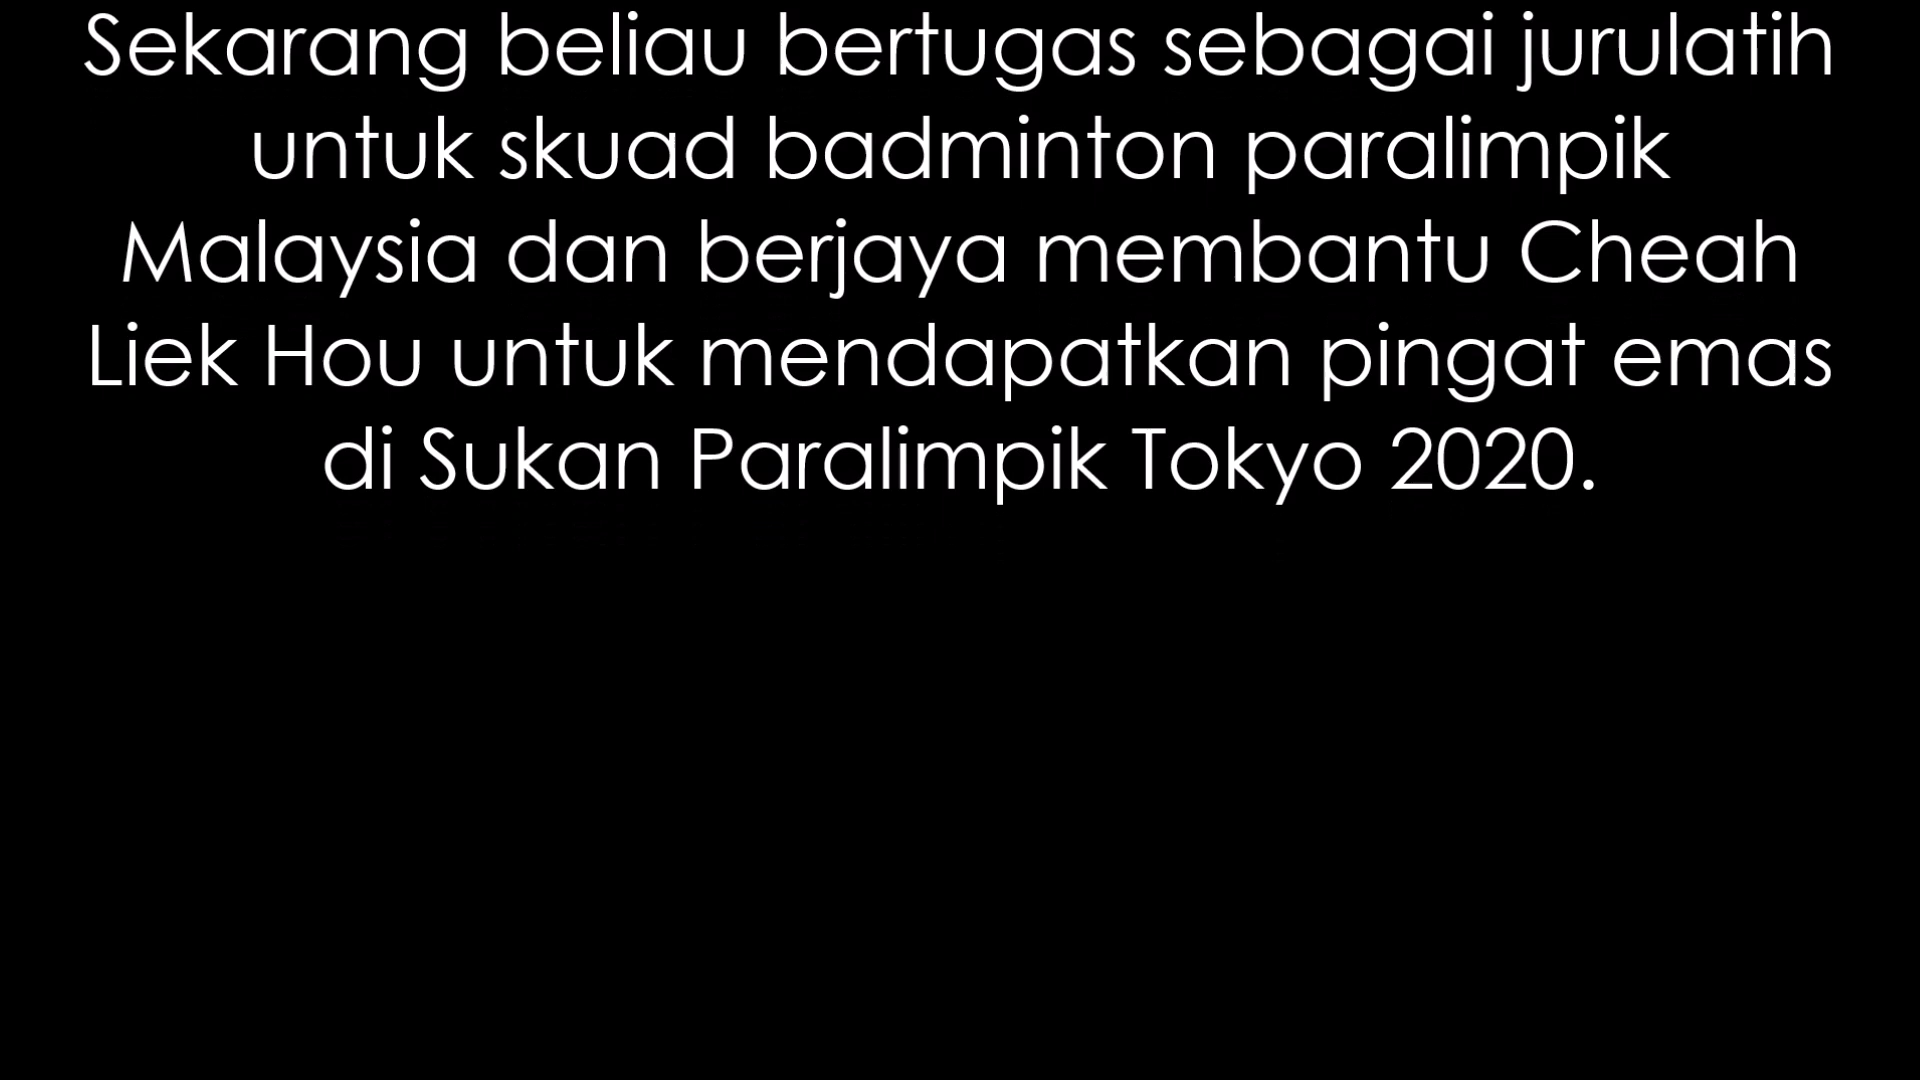 Sekarang beliau bertugas sebagai jurulatih
untuk skuad badminton paralimpik
Malaysia dan berjaya membantu Cheah
Liek Hou untuk mendapatkan pingat emas
di Sukan Paralimpik Tokyo 2020.